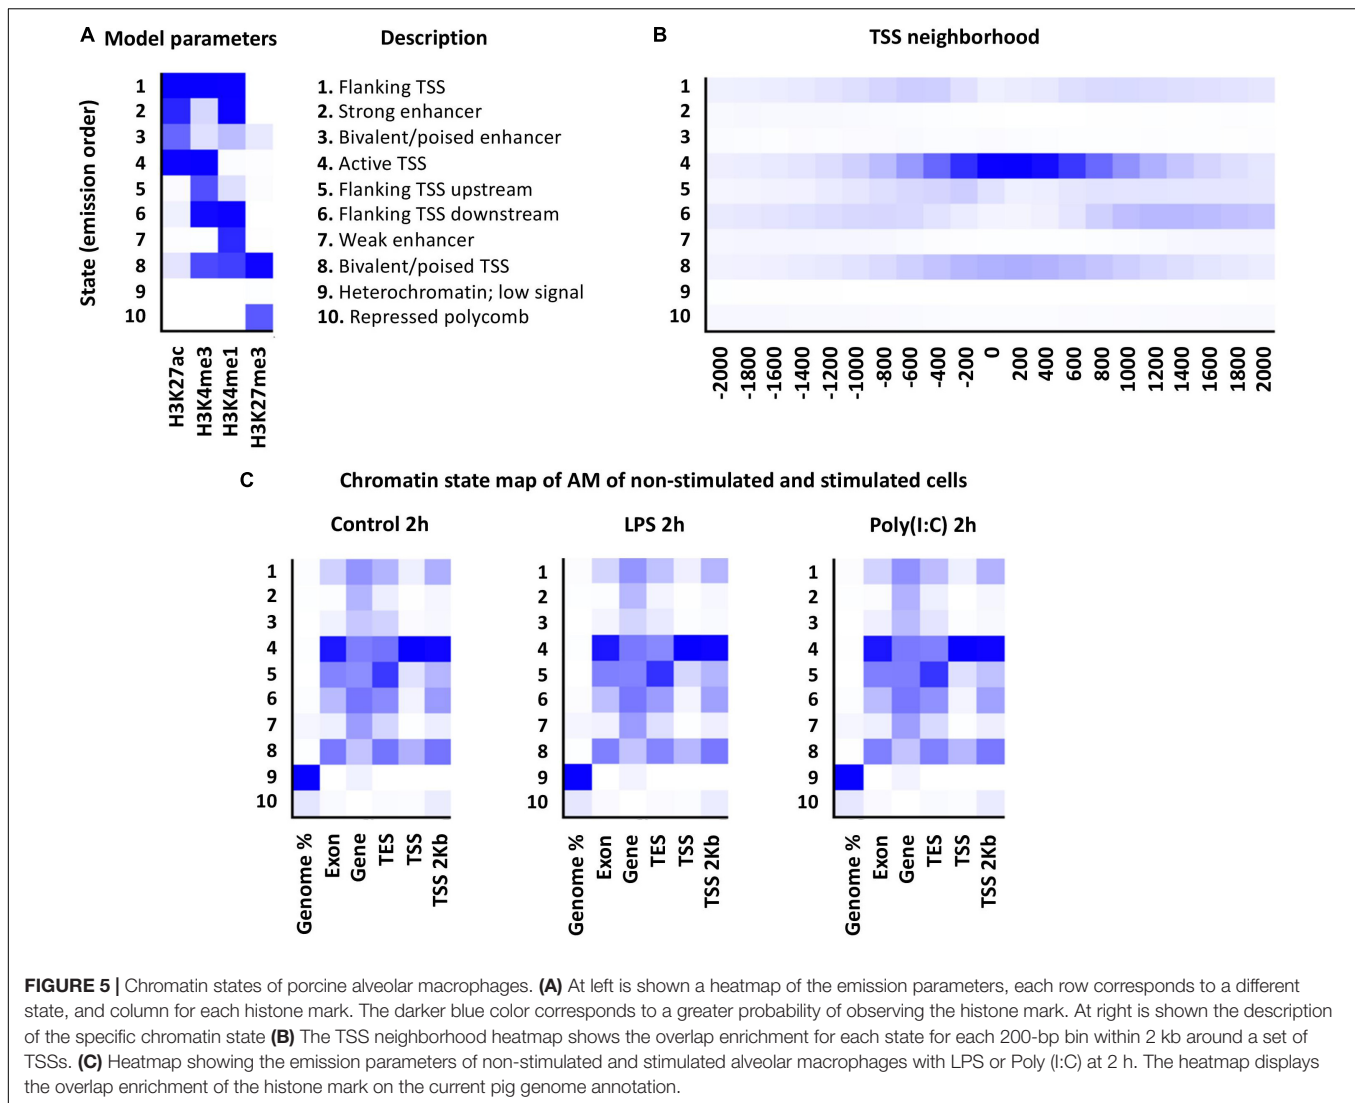 A Model parameters
Description
State (emission order)
1
2
3
4
5
6
7
8
9
10
1. Flanking TSS
2. Strong enhancer
3. Bivalent/poised enhancer
4. Active TSS
5. Flanking TSS upstream
6. Flanking TSS downstream
7. Weak enhancer
8. Bivalent/poised TSS
9. Heterochromatin; low signal
10. Repressed polycomb
H3K27ac
H3K4me3
H3K4me1
H3K27me3
B TSS neighborhood
1
2
3
4
5
6
7
8
9
10
-2000
-1800
-1600
-1400
-1200
-1000
-800
-600
-400
-200
0
200
400
600
800
1000
1200
1400
1600
1800
2000
C Chromatin state map of AM of non-stimulated and stimulated cells
Control 2h
1
2
3
4
5
6
7
8
9
10
Genome %
Exon
Gene
TES
TSS
TSS 2Kb
LPS 2h
1
2
3
4
5
6
7
8
9
10
Genome %
Exon
Gene
TES
TSS
TSS 2Kb
Poly(I:C) 2h
1
2
3
4
5
6
7
8
9
10
Genome %
Exon
Gene
TES
TSS
TSS 2Kb
FIGURE 5 | Chromatin states of porcine alveolar macrophages. (A) At left is shown a heatmap of the emission parameters, each row corresponds to a different
state, and column for each histone mark. The darker blue color corresponds to a greater probability of observing the histone mark. At right is shown the description
of the specific chromatin state (B) The TSS neighborhood heatmap shows the overlap enrichment for each state for each 200-bp bin within 2 kb around a set of
TSSs. (C) Heatmap showing the emission parameters of non-stimulated and stimulated alveolar macrophages with LPS or Poly (I:C) at 2 h. The heatmap displays
the overlap enrichment of the histone mark on the current pig genome annotation.